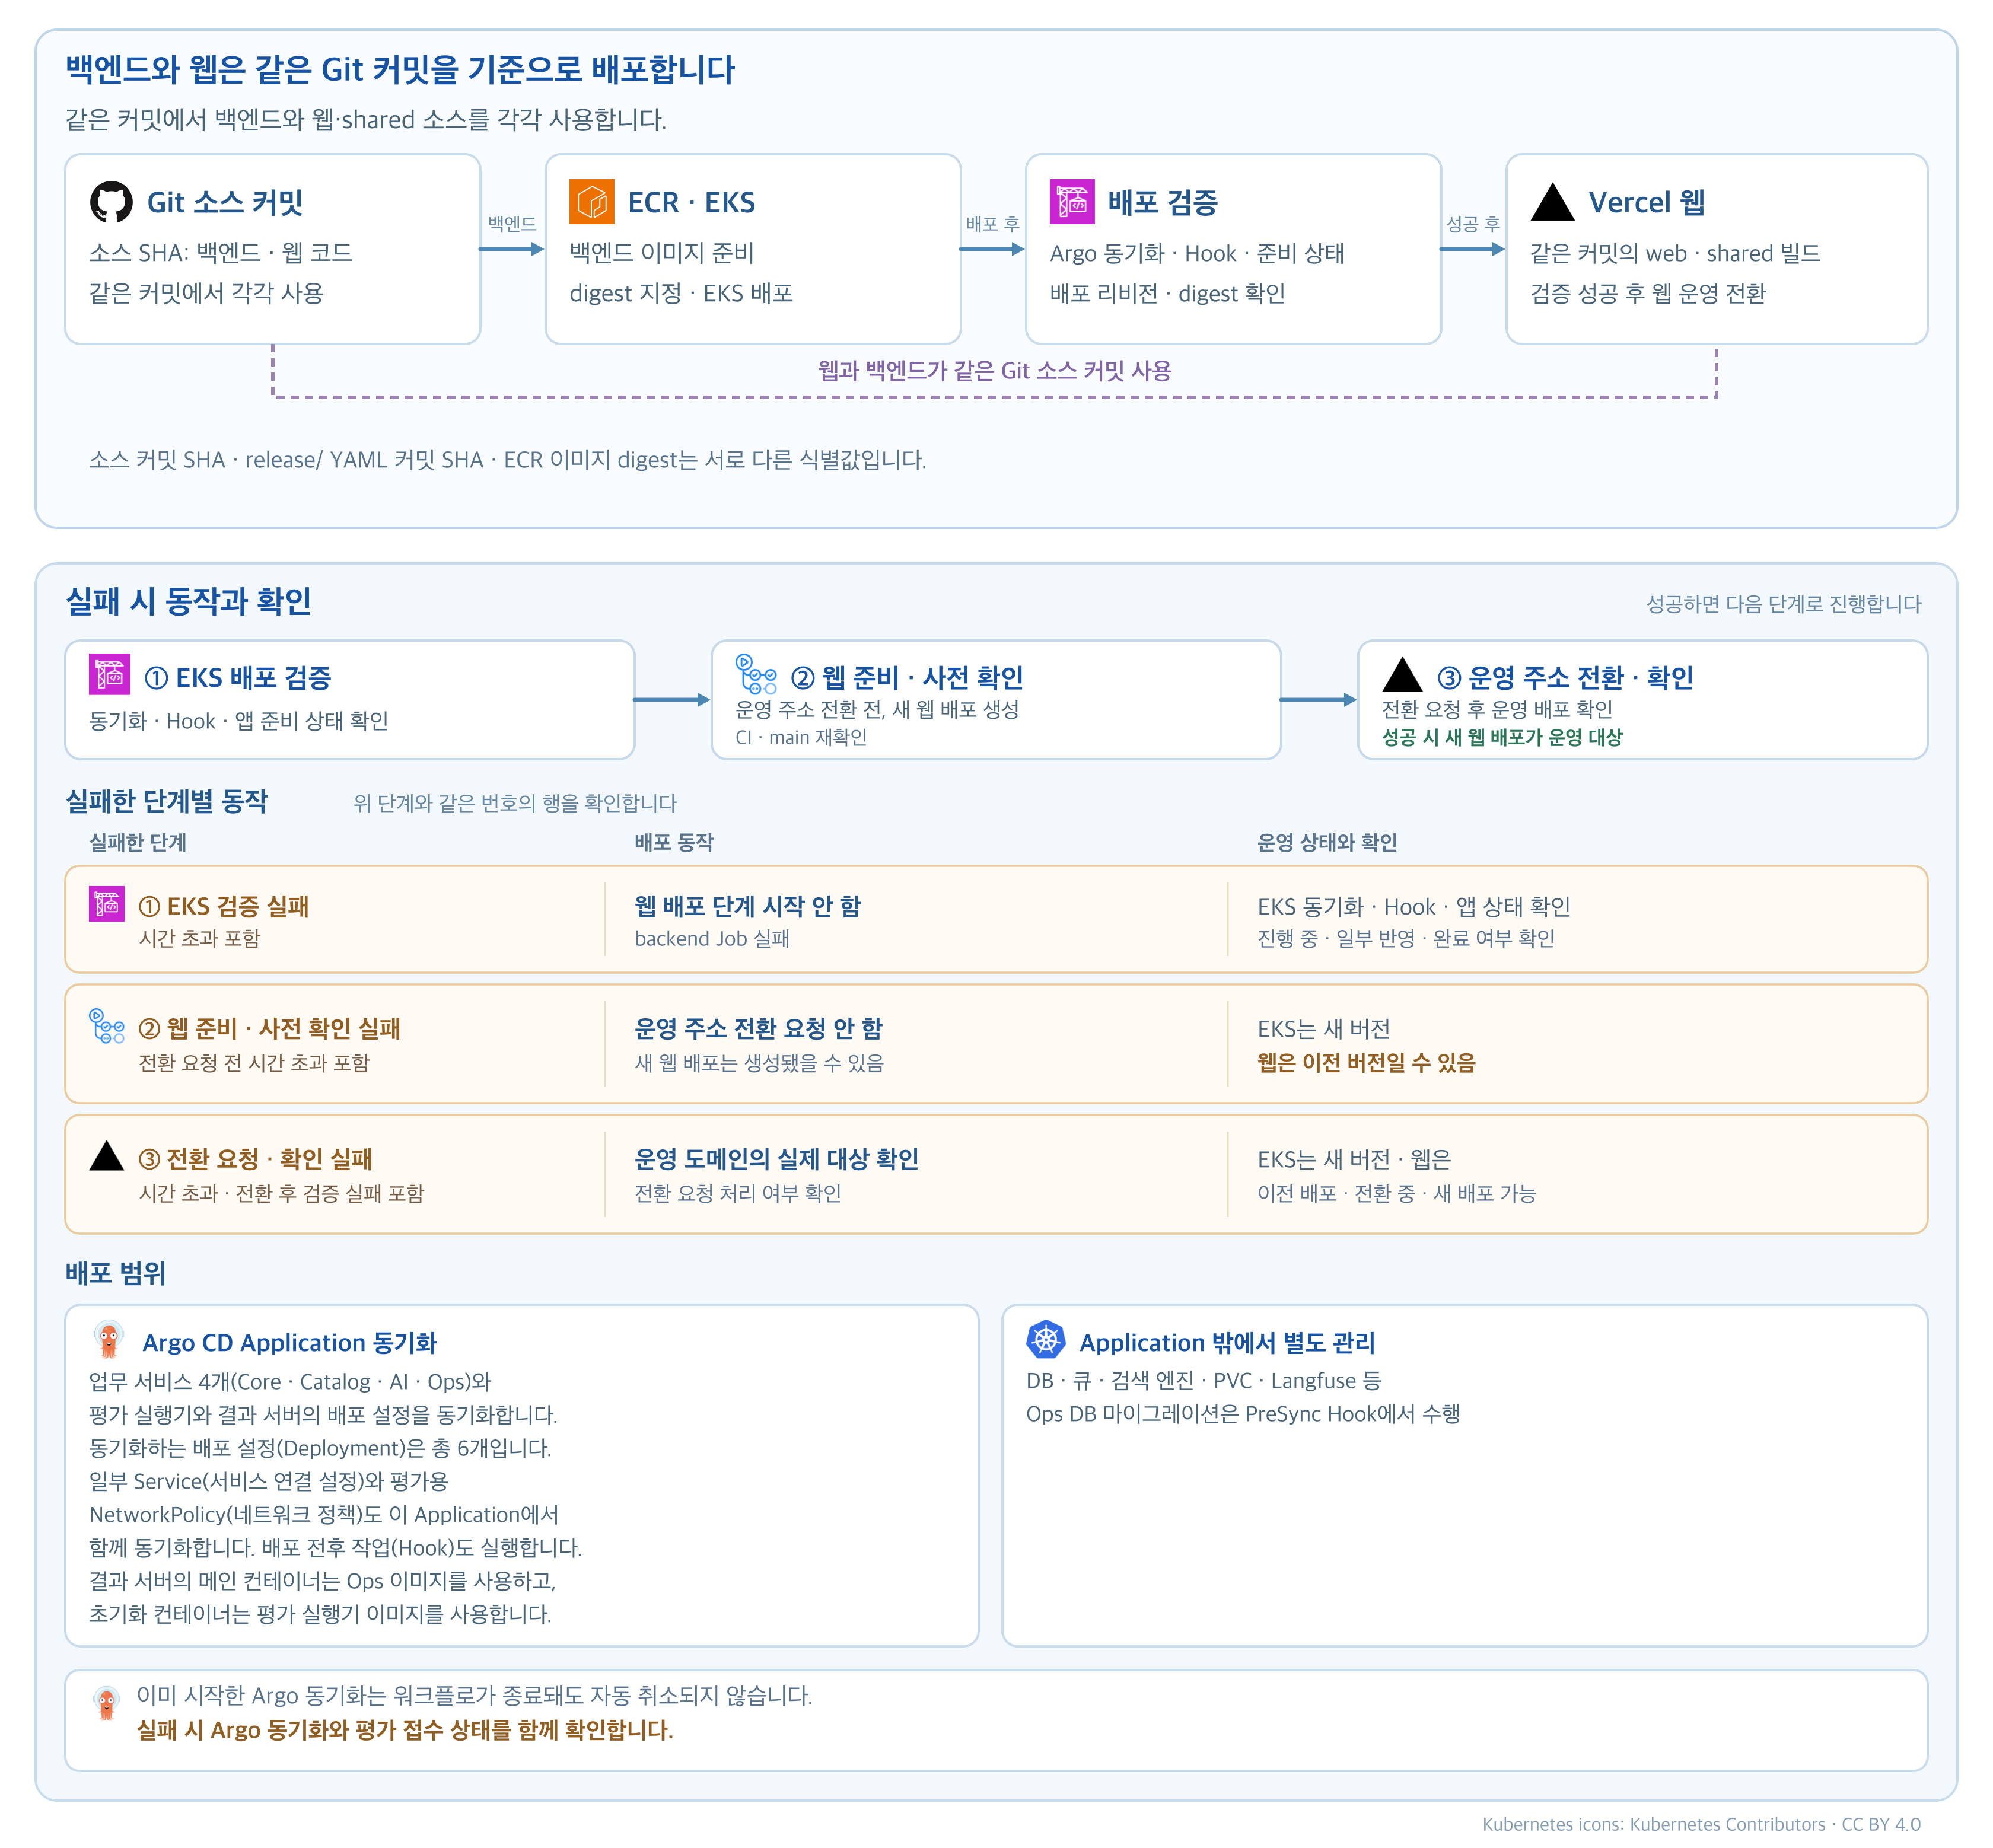 백엔드와 웹은 같은 Git 커밋을 기준으로 배포합니다
같은 커밋에서 백엔드와 웹·shared 소스를 각각 사용합니다.
Git 소스 커밋
소스 SHA: 백엔드 · 웹 코드
같은 커밋에서 각각 사용
백엔드
ECR · EKS
백엔드 이미지 준비
digest 지정 · EKS 배포
배포 후
배포 검증
Argo 동기화 · Hook · 준비 상태
배포 리비전 · digest 확인
성공 후
Vercel 웹
같은 커밋의 web · shared 빌드
검증 성공 후 웹 운영 전환
웹과 백엔드가 같은 Git 소스 커밋 사용
소스 커밋 SHA · release/ YAML 커밋 SHA · ECR 이미지 digest는 서로 다른 식별값입니다.
실패 시 동작과 확인
성공하면 다음 단계로 진행합니다
① EKS 배포 검증
동기화 · Hook · 앱 준비 상태 확인
② 웹 준비 · 사전 확인
운영 주소 전환 전, 새 웹 배포 생성
CI · main 재확인
③ 운영 주소 전환 · 확인
전환 요청 후 운영 배포 확인
성공 시 새 웹 배포가 운영 대상
실패한 단계별 동작
위 단계와 같은 번호의 행을 확인합니다
실패한 단계
배포 동작
운영 상태와 확인
① EKS 검증 실패
시간 초과 포함
웹 배포 단계 시작 안 함
backend Job 실패
EKS 동기화 · Hook · 앱 상태 확인
진행 중 · 일부 반영 · 완료 여부 확인
② 웹 준비 · 사전 확인 실패
전환 요청 전 시간 초과 포함
운영 주소 전환 요청 안 함
새 웹 배포는 생성됐을 수 있음
EKS는 새 버전
웹은 이전 버전일 수 있음
③ 전환 요청 · 확인 실패
시간 초과 · 전환 후 검증 실패 포함
운영 도메인의 실제 대상 확인
전환 요청 처리 여부 확인
EKS는 새 버전 · 웹은
이전 배포 · 전환 중 · 새 배포 가능
배포 범위
Argo CD Application 동기화
업무 서비스 4개(Core · Catalog · AI · Ops)와
평가 실행기와 결과 서버의 배포 설정을 동기화합니다.
동기화하는 배포 설정(Deployment)은 총 6개입니다.
일부 Service(서비스 연결 설정)와 평가용
NetworkPolicy(네트워크 정책)도 이 Application에서
함께 동기화합니다. 배포 전후 작업(Hook)도 실행합니다.
결과 서버의 메인 컨테이너는 Ops 이미지를 사용하고,
초기화 컨테이너는 평가 실행기 이미지를 사용합니다.
Application 밖에서 별도 관리
DB · 큐 · 검색 엔진 · PVC · Langfuse 등
Ops DB 마이그레이션은 PreSync Hook에서 수행
이미 시작한 Argo 동기화는 워크플로가 종료돼도 자동 취소되지 않습니다.
실패 시 Argo 동기화와 평가 접수 상태를 함께 확인합니다.
Kubernetes icons: Kubernetes Contributors · CC BY 4.0